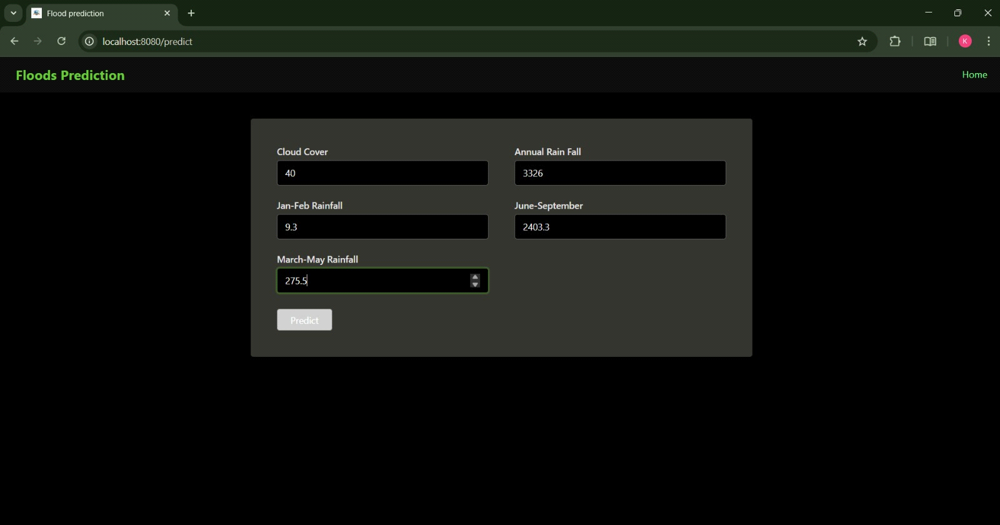 Flood prediction
localhost:8080/predict
K
Floods Prediction
Home
Cloud Cover
Annual Rain Fall
40
3326
Jan-Feb Rainfall
June-September
9.3
2403.3
March-May Rainfall
275.5
Predict